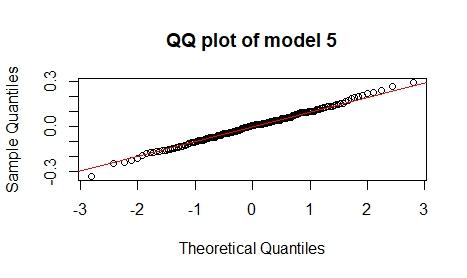 QQ plot of model 5
Sample Quantiles
0.3
0.0
-0.3
-3 -2 -1 0 1 2 3
Theoretical Quantiles